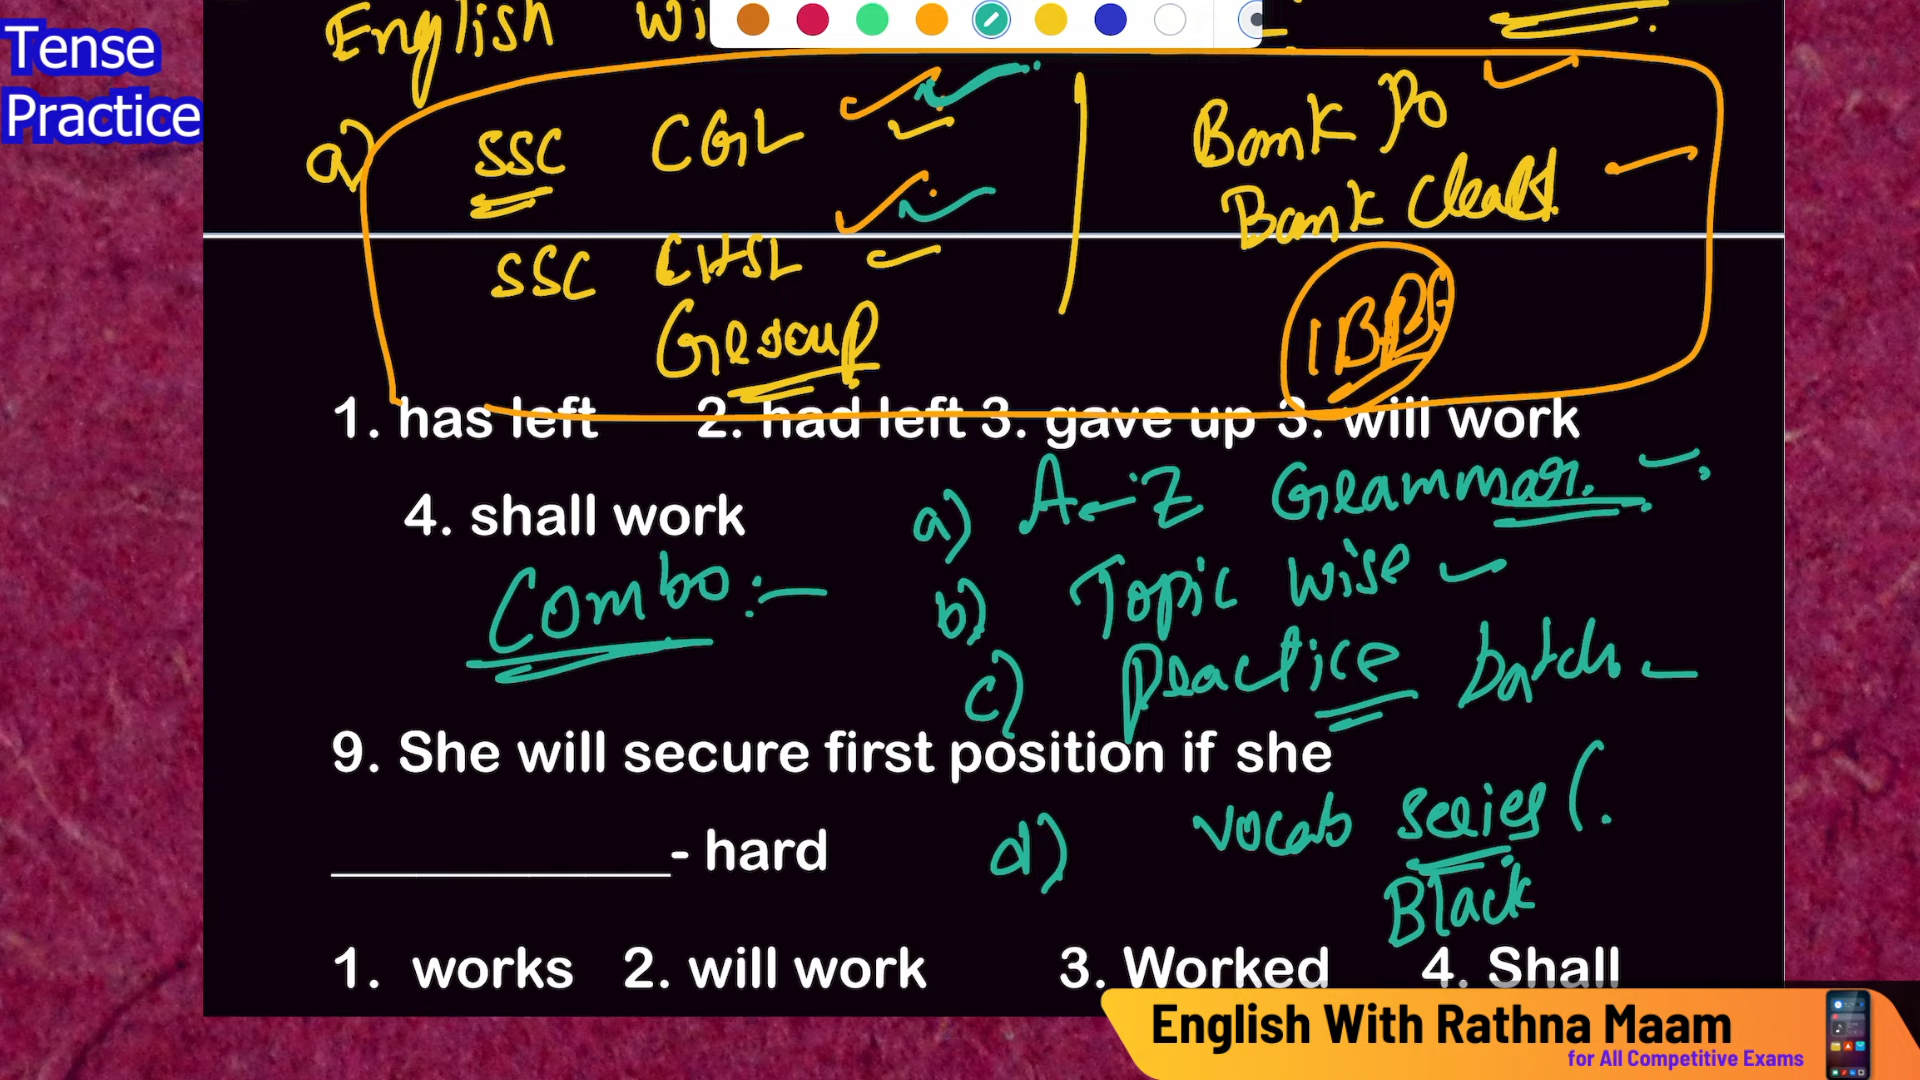 Tense
Practice
English Wi
a) SSC CGL
Bank Po
Bank Cleark
SSC CHSL
Group
IBPS
1. has left 2. had left 3. gave up 3. will work
4. shall work
Combo :-
a) A-Z Grammar.
b) Topic wise
c) Practice batch
9. She will secure first position if she
_______________- hard
d) Vocab Series (.
Black
1. works 2. will work 3. Worked 4. Shall
English With Rathna Maam
for All Competitive Exams